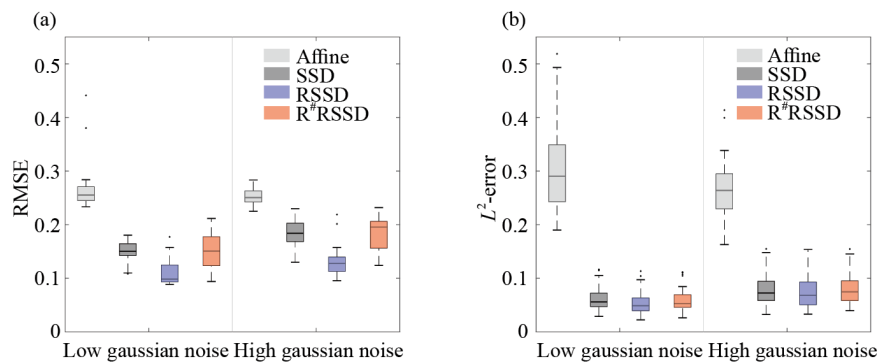 (a)
RMSE
0.5
0.4
0.3
0.2
0.1
0
Affine
SSD
RSSD
R#RSSD
Low gaussian noise
High gaussian noise
(b)
L²-error
0.5
0.4
0.3
0.2
0.1
0
Affine
SSD
RSSD
R#RSSD
Low gaussian noise
High gaussian noise